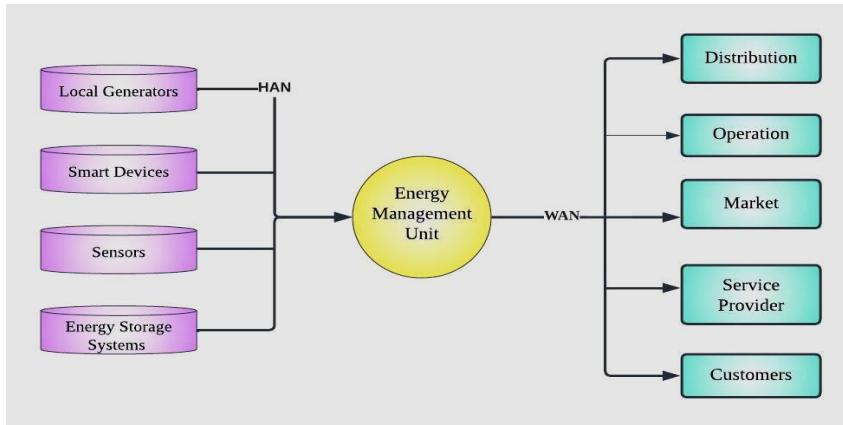 Local Generators
HAN
Smart Devices
Sensors
Energy Storage
Systems
Energy
Management
Unit
WAN
Distribution
Operation
Market
Service
Provider
Customers